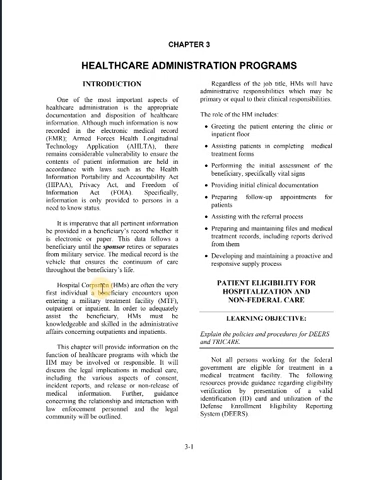 CHAPTER 3
HEALTHCARE ADMINISTRATION PROGRAMS
INTRODUCTION
One of the most important aspects of
healthcare administration is the appropriate
documentation and disposition of healthcare
information. Although much information is now
recorded in the electronic medical record
(EMR); Armed Forces Health Longitudinal
Technology Application (AHLTA), there
remains considerable vulnerability to ensure the
contents of patient information are held in
accordance with laws such as the Health
Information Portability and Accountability Act
(HIPAA), Privacy Act, and Freedom of
Information Act (FOIA). Specifically,
information is only provided to persons in a
need to know status.
It is imperative that all pertinent information
be provided in a beneficiary's record whether it
is electronic or paper. This data follows a
beneficiary until the sponsor retires or separates
from military service. The medical record is the
vehicle that ensures the continuum of care
throughout the beneficiary's life.
Hospital Corpsmen (HMs) are often the very
first individual a beneficiary encounters upon
entering a military treatment facility (MTF),
outpatient or inpatient. In order to adequately
assist the beneficiary, HMs must be
knowledgeable and skilled in the administrative
affairs concerning outpatients and inpatients.
This chapter will provide information on the
function of healthcare programs with which the
HM may be involved or responsible. It will
discuss the legal implications in medical care,
including the various aspects of consent,
incident reports, and release or non-release of
medical information. Further, guidance
concerning the relationship and interaction with
law enforcement personnel and the legal
community will be outlined.
Regardless of the job title, HMs will have
administrative responsibilities which may be
primary or equal to their clinical responsibilities.
The role of the HM includes:
• Greeting the patient entering the clinic or
inpatient floor
• Assisting patients in completing medical
treatment forms
• Performing the initial assessment of the
beneficiary, specifically vital signs
• Providing initial clinical documentation
• Preparing follow-up appointments for
patients
• Assisting with the referral process
• Preparing and maintaining files and medical
treatment records, including reports derived
from them
• Developing and maintaining a proactive and
responsive supply process
PATIENT ELIGIBILITY FOR
HOSPITALIZATION AND
NON-FEDERAL CARE
LEARNING OBJECTIVE:
Explain the policies and procedures for DEERS
and TRICARE.
Not all persons working for the federal
government are eligible for treatment in a
medical treatment facility. The following
resources provide guidance regarding eligibility
verification by presentation of a valid
identification (ID) card and utilization of the
Defense Enrollment Eligibility Reporting
System (DEERS).
3-1